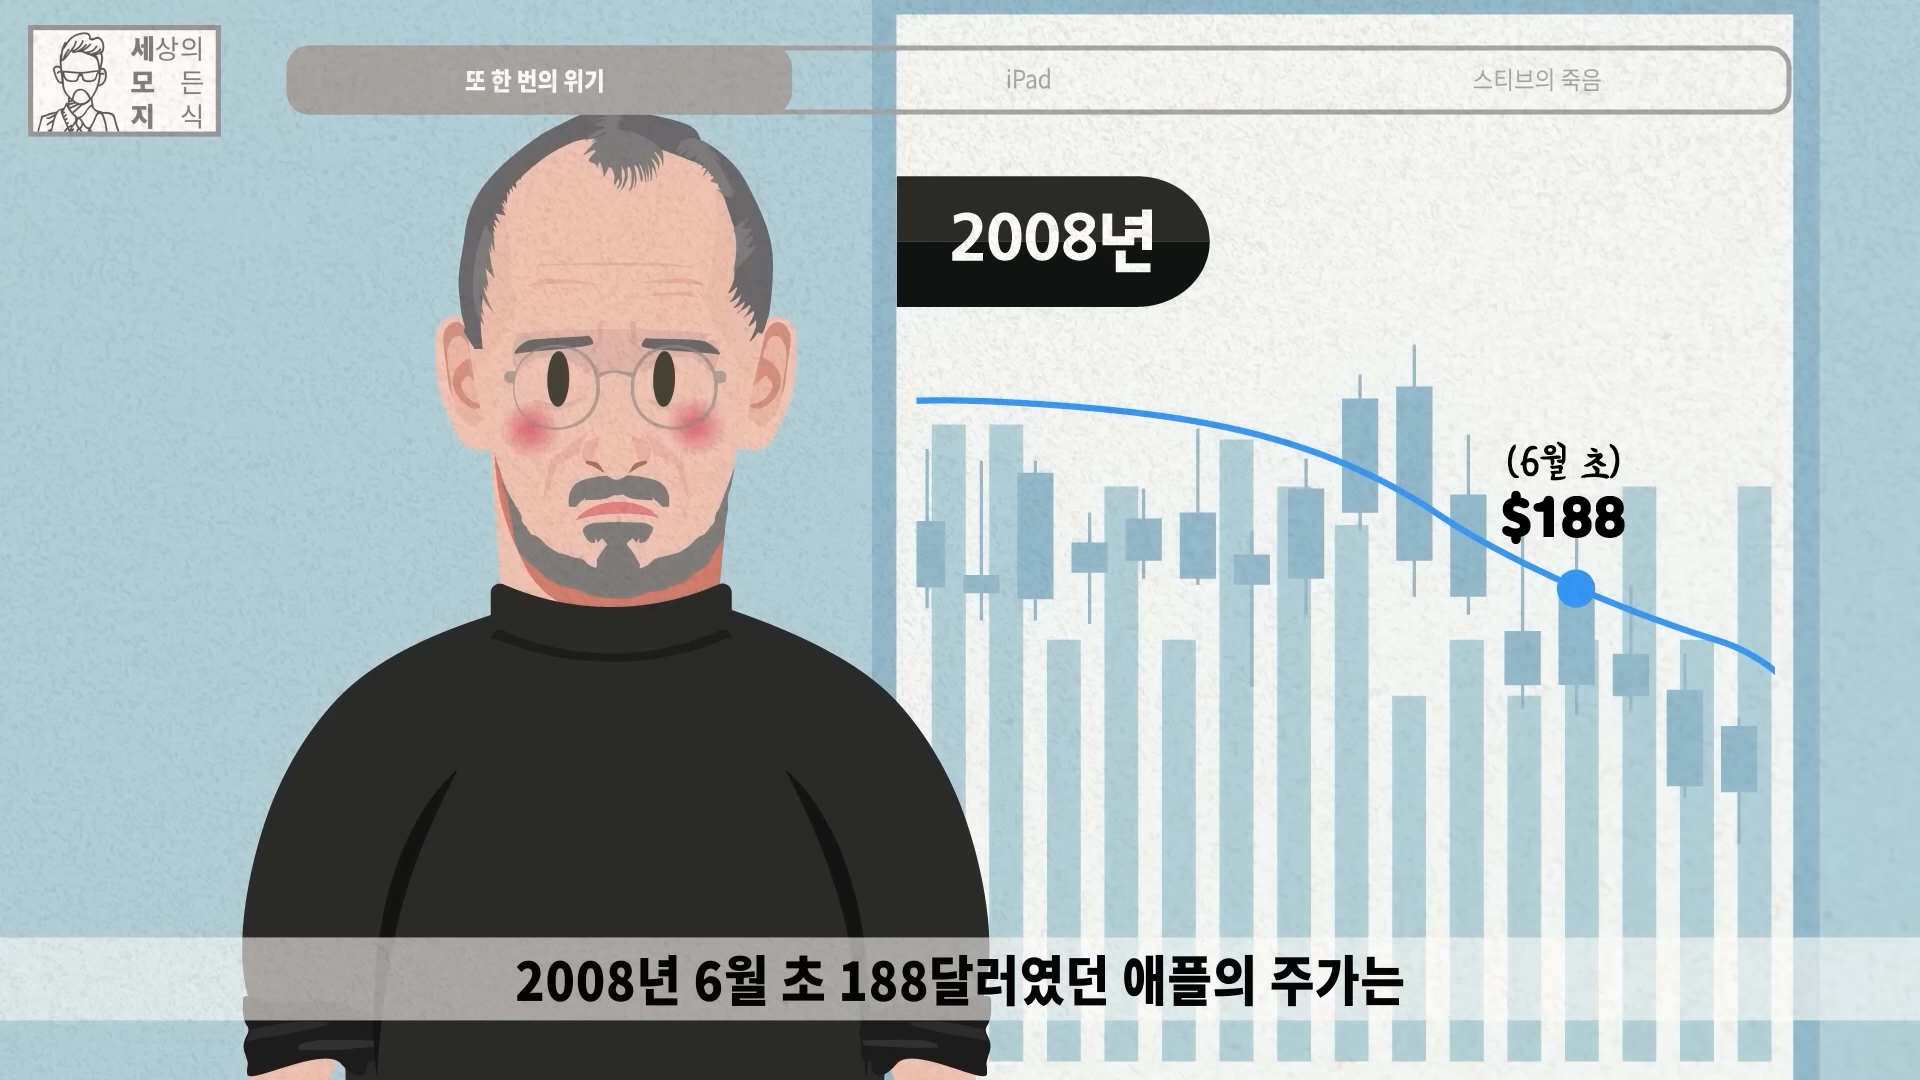 세상의
모든
지식
또 한 번의 위기
iPad
스티브의 죽음
2008년
(6월 초)
$188
2008년 6월 초 188달러였던 애플의 주가는